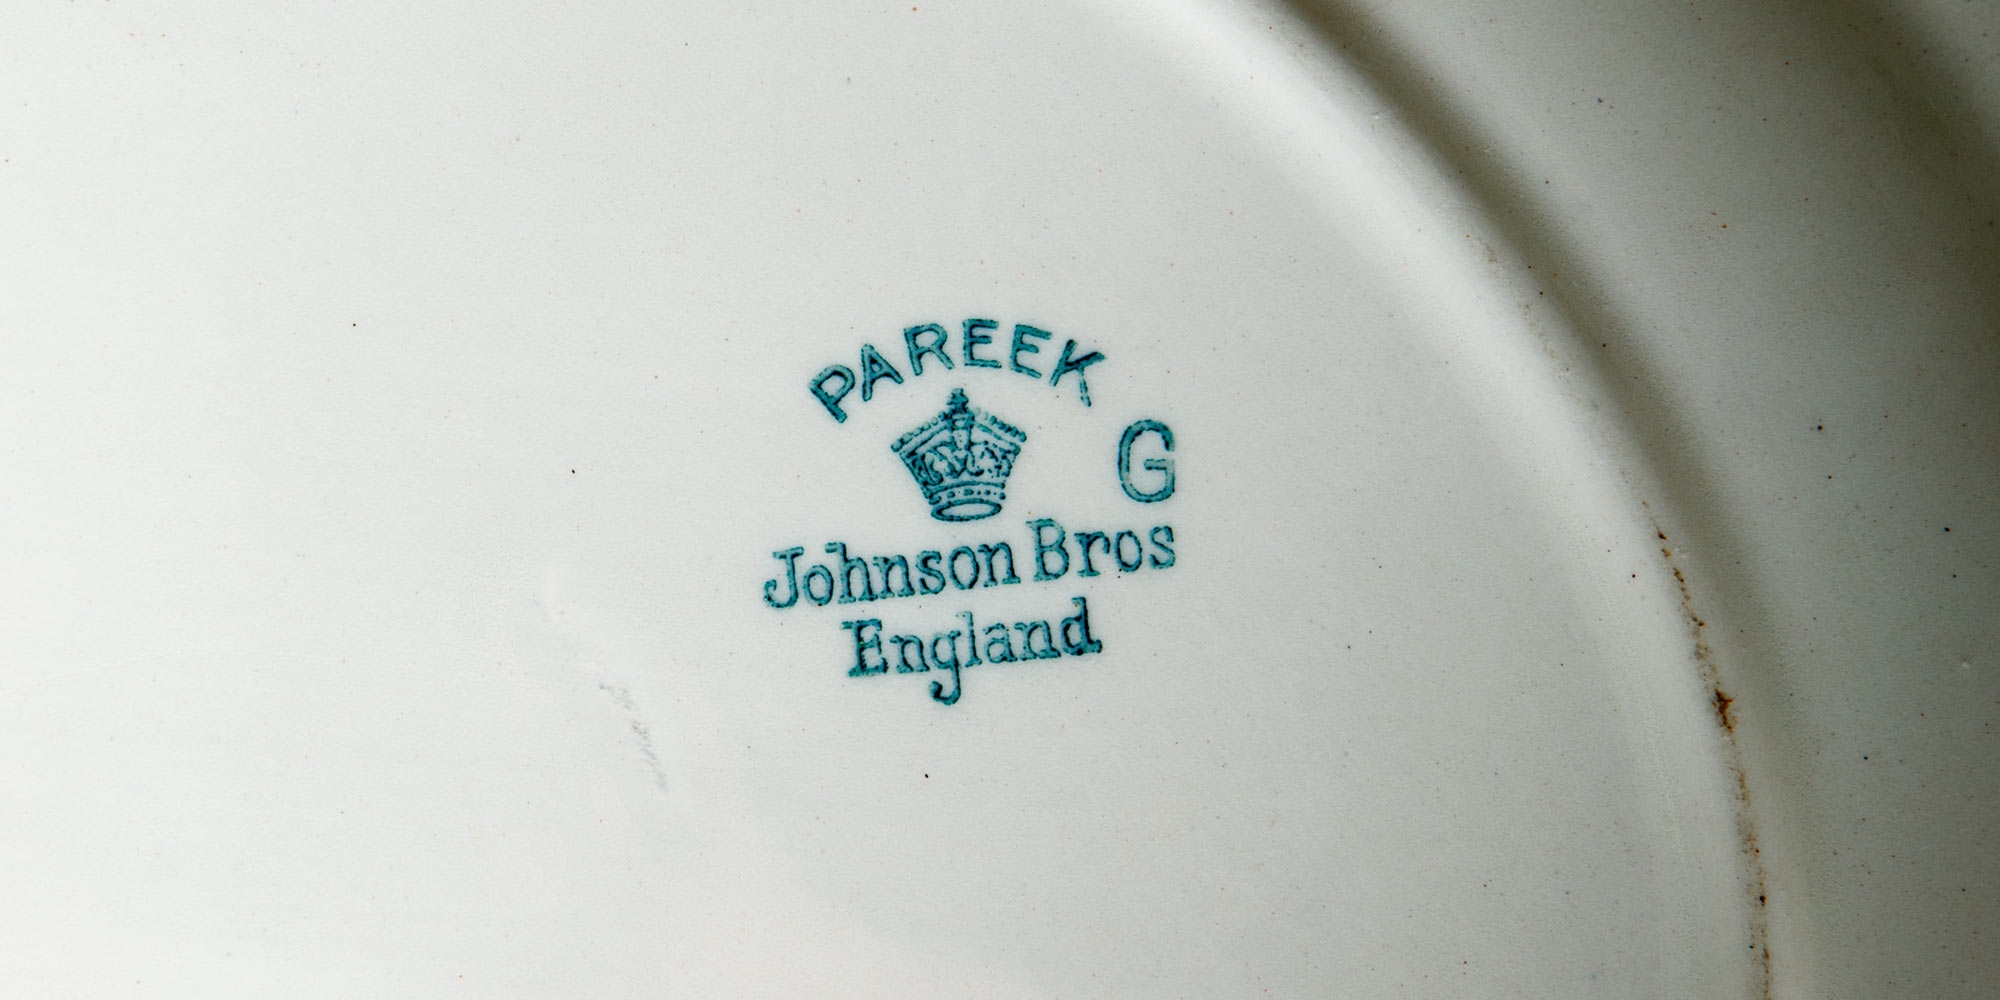 PAREEK
G
Johnson Bros
England